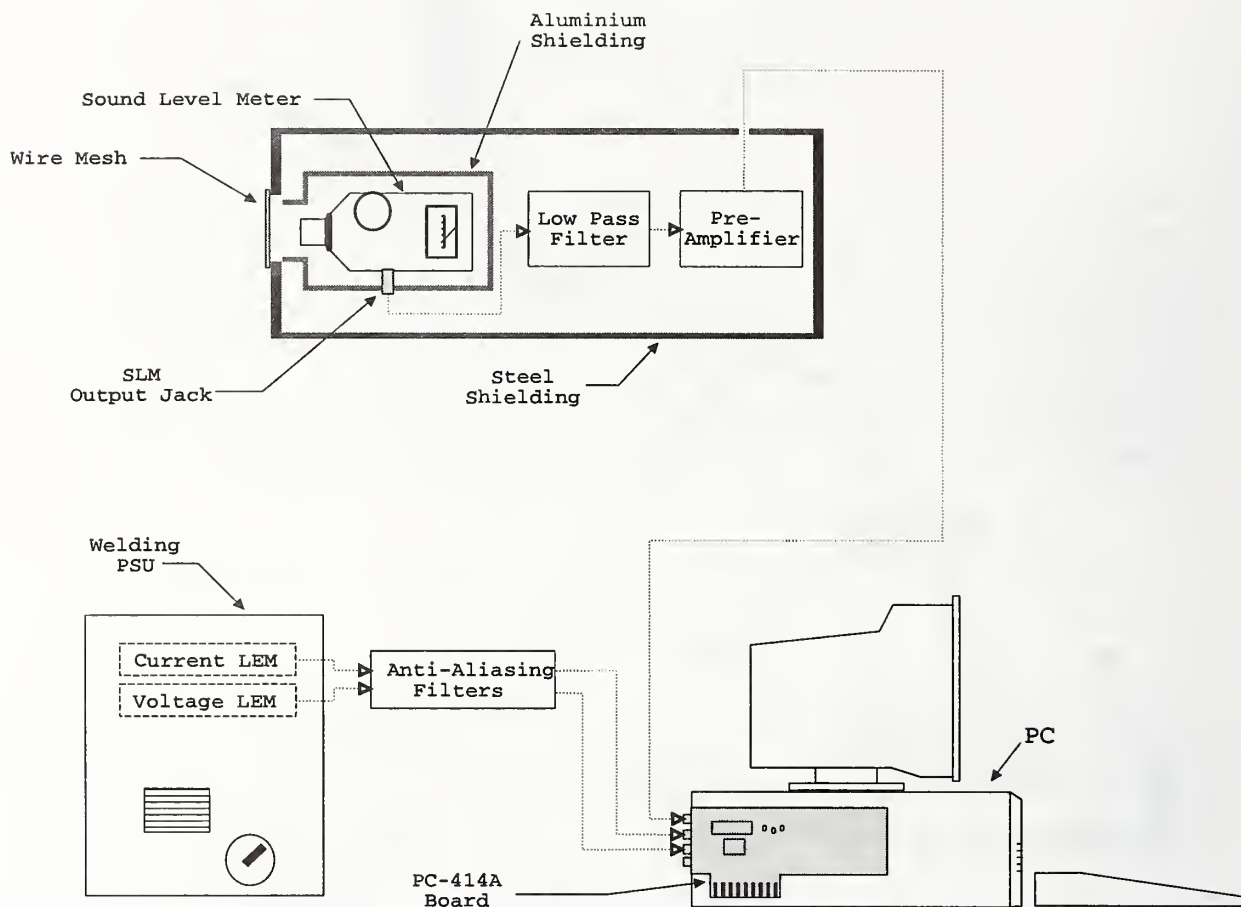 Aluminium
Shielding
Sound Level Meter
Wire Mesh
Low Pass
Filter
Pre-
Amplifier
SLM
Output Jack
Steel
Shielding
Welding
PSU
Current LEM
Voltage LEM
Anti-Aliasing
Filters
PC
PC-414A
Board